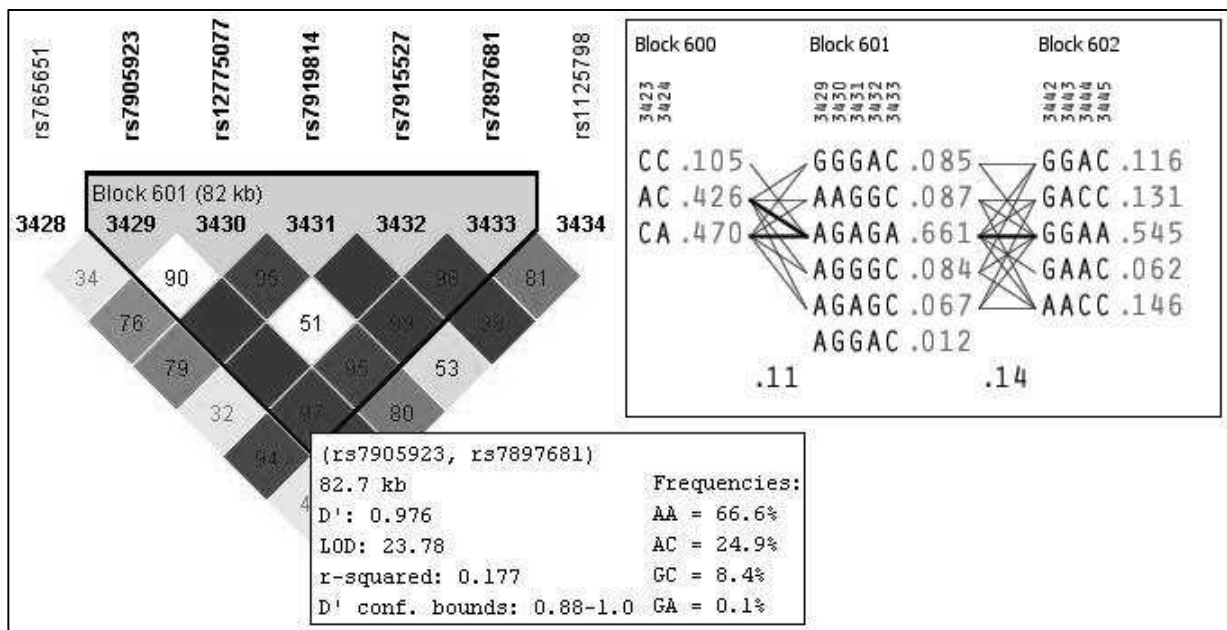 rs765651
rs7905923
rs12775077
rs7919814
rs7915527
rs7897681
rs1125798
Block 601 (82 kb)
3428 3429 3430 3431 3432 3433 3434
34 90 95 98 81
76 51 99 98
79 95 53
32 97 80
94
4
(rs7905923, rs7897681)
82.7 kb
D': 0.976
LOD: 23.78
r-squared: 0.177
D' conf. bounds: 0.88-1.0
Frequencies:
AA = 66.6%
AC = 24.9%
GC = 8.4%
GA = 0.1%
Block 600
3423
3424
CC .105
AC .426
CA .470
.11
Block 601
3429
3430
3431
3432
3433
GGGAC .085
AAGGC .087
AGAGA .661
AGGGC .084
AGAGC .067
AGGAC .012
.14
Block 602
3442
3443
3444
3445
GGAC .116
GACC .131
GGAA .545
GAAC .062
AACC .146